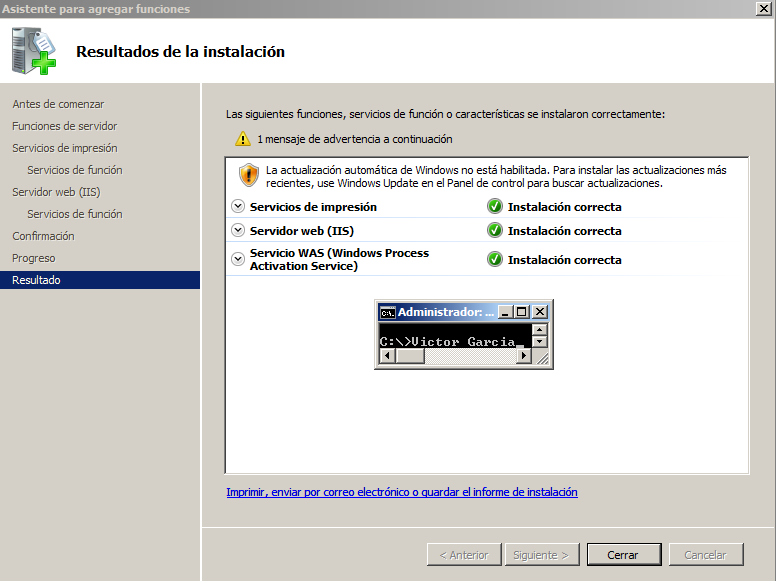 Asistente para agregar funciones
Resultados de la instalación
Antes de comenzar
Funciones de servidor
Servicios de impresión
Servicios de función
Servidor web (IIS)
Servicios de función
Confirmación
Progreso
Resultado
Las siguientes funciones, servicios de función o características se instalaron correctamente:
1 mensaje de advertencia a continuación
La actualización automática de Windows no está habilitada. Para instalar las actualizaciones más
recientes, use Windows Update en el Panel de control para buscar actualizaciones.
Servicios de impresión Instalación correcta
Servidor web (IIS) Instalación correcta
Servicio WAS (Windows Process
Activation Service) Instalación correcta
Administrador: ...
C:\>Victor Garcia_
Imprimir, enviar por correo electrónico o guardar el informe de instalación
< Anterior Siguiente > Cerrar Cancelar